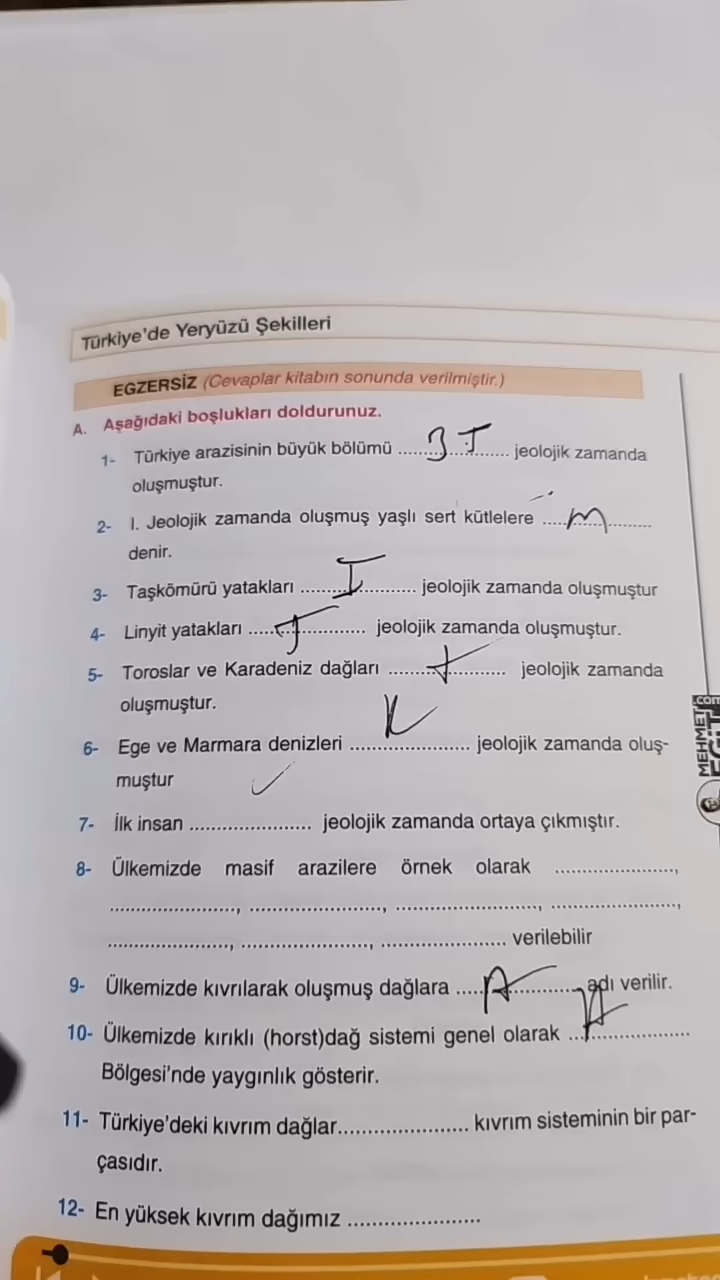 Türkiye'de Yeryüzü Şekilleri
EGZERSİZ (Cevaplar kitabın sonunda verilmiştir.)
A. Aşağıdaki boşlukları doldurunuz.
1- Türkiye arazisinin büyük bölümü .................... jeolojik zamanda
oluşmuştur.
2- I. Jeolojik zamanda oluşmuş yaşlı sert kütlelere ....................
denir.
3- Taşkömürü yatakları ........I............ jeolojik zamanda oluşmuştur
4- Linyit yatakları .................... jeolojik zamanda oluşmuştur.
5- Toroslar ve Karadeniz dağları .................... jeolojik zamanda
oluşmuştur.
6- Ege ve Marmara denizleri .................... jeolojik zamanda oluş-
muştur
7- İlk insan .................... jeolojik zamanda ortaya çıkmıştır.
8- Ülkemizde masif arazilere örnek olarak ....................,
...................., ...................., ...................., ....................,
...................., ...................., .................... verilebilir
9- Ülkemizde kıvrılarak oluşmuş dağlara .................... adı verilir.
10- Ülkemizde kırıklı (horst)dağ sistemi genel olarak ....................
Bölgesi'nde yaygınlık gösterir.
11- Türkiye'deki kıvrım dağlar.................... kıvrım sisteminin bir par-
çasıdır.
12- En yüksek kıvrım dağımız ....................
MEHMET
EĞİT
.com